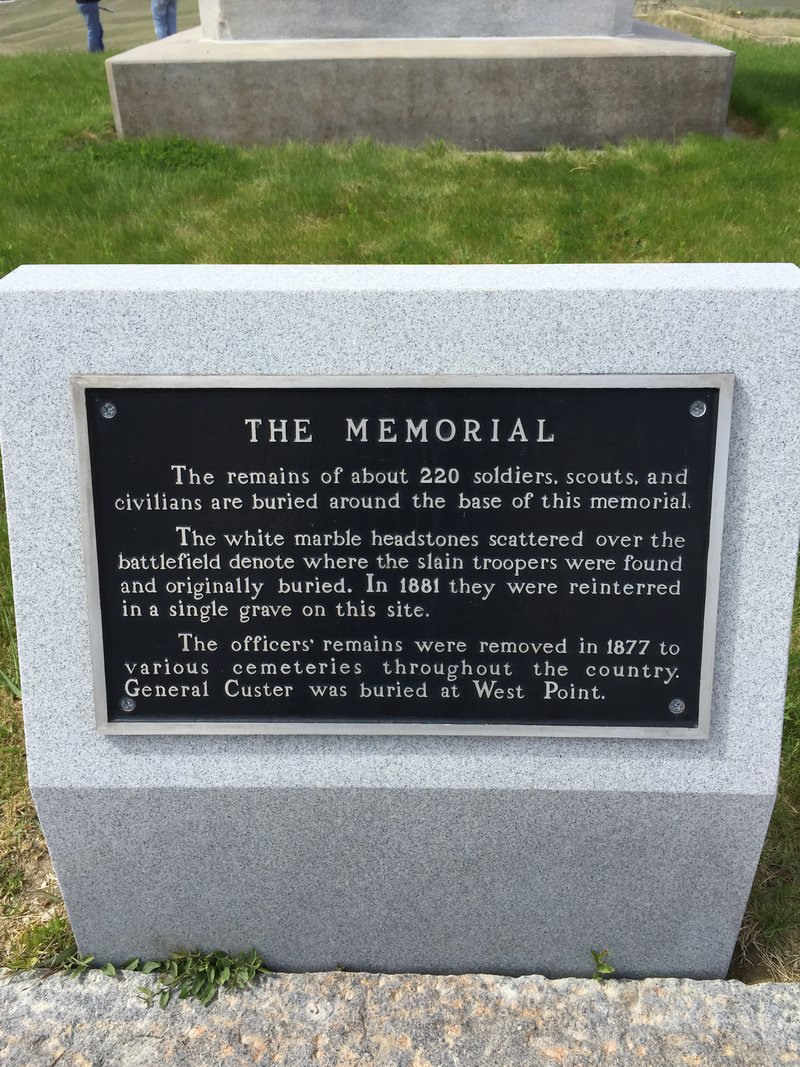 THE MEMORIAL
The remains of about 220 soldiers, scouts, and
civilians are buried around the base of this memorial.
The white marble headstones scattered over the
battlefield denote where the slain troopers were found
and originally buried. In 1881 they were reinterred
in a single grave on this site.
The officers' remains were removed in 1877 to
various cemeteries throughout the country.
General Custer was buried at West Point.